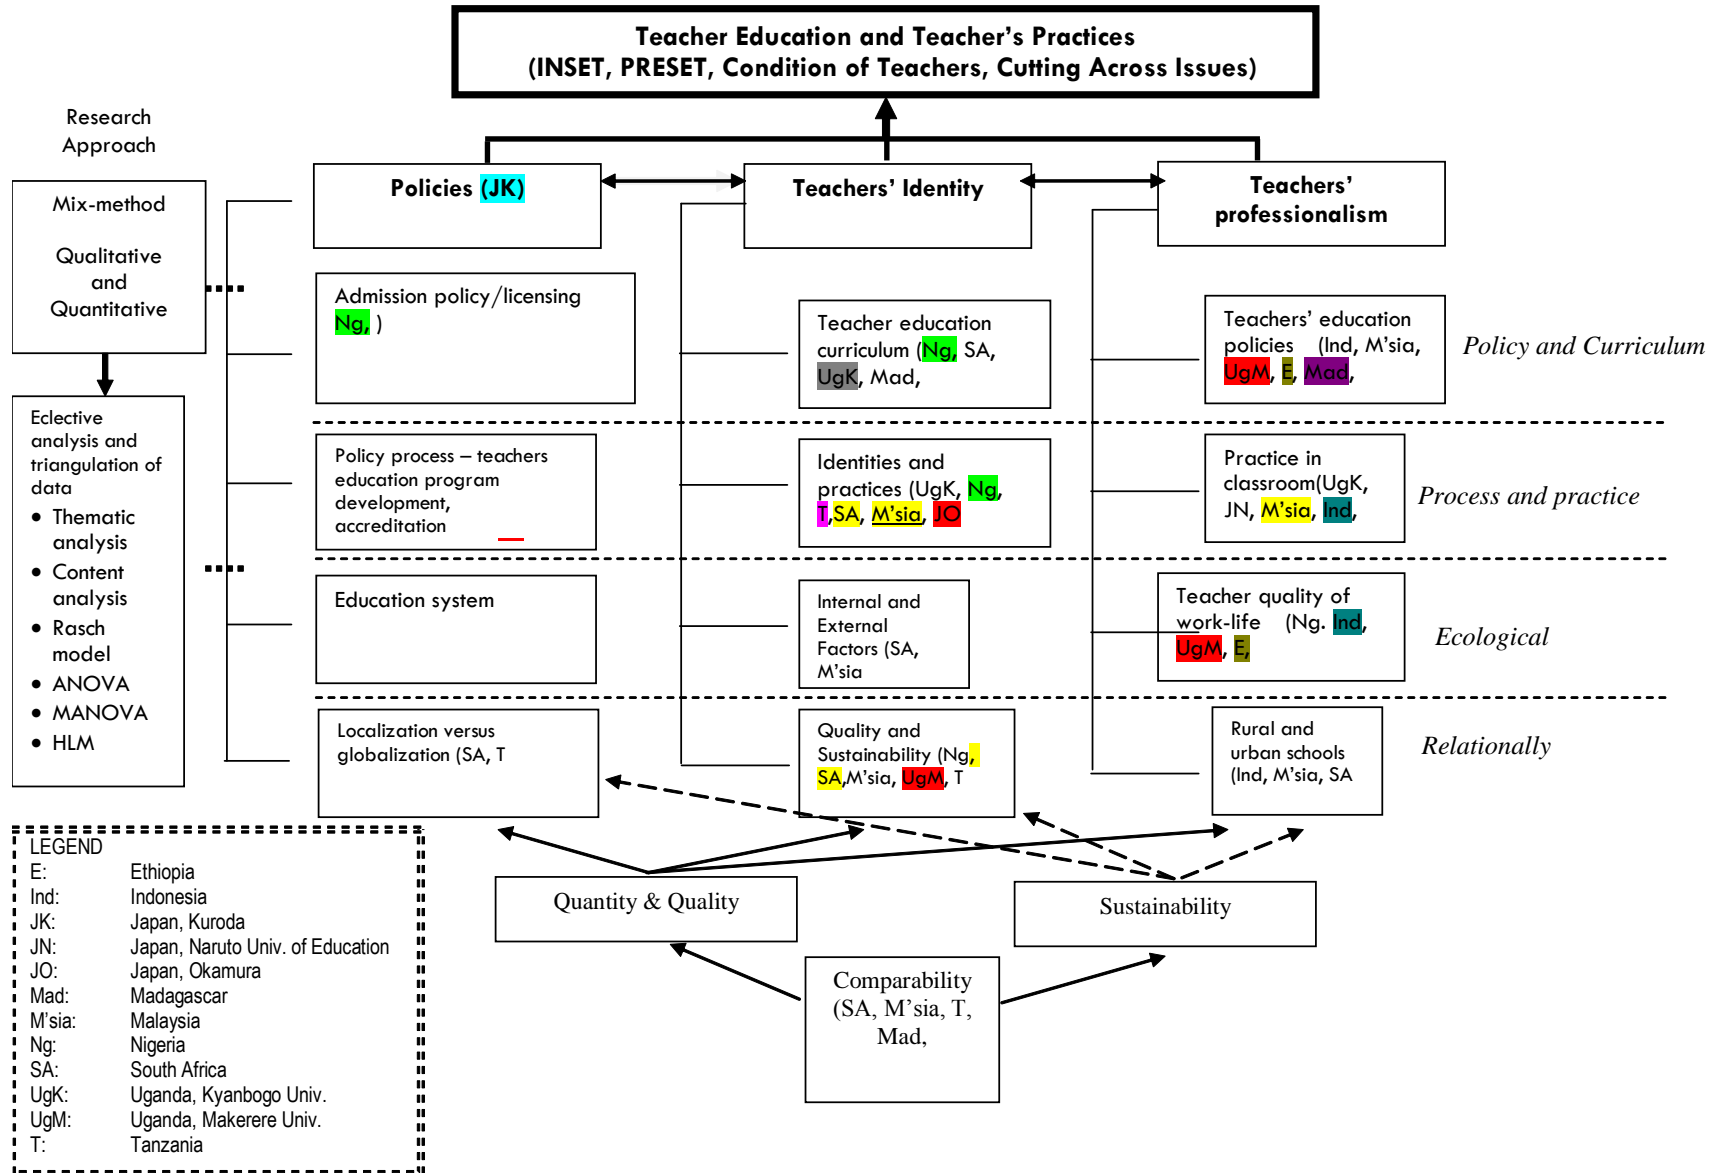 Teacher Education and Teacher's Practices
(INSET, PRESET, Condition of Teachers, Cutting Across Issues)
Research
Approach
Mix-method
Qualitative
and
Quantitative
Policies (JK)
Teachers' Identity
Teachers'
professionalism
Admission policy/licensing
Ng, )
Teacher education
curriculum (Ng, SA,
UgK, Mad,
Teachers' education
policies (Ind, M'sia,
UgM, E, Mad,
Policy and Curriculum
Eclective
analysis and
triangulation of
data
• Thematic
analysis
• Content
analysis
• Rasch
model
• ANOVA
• MANOVA
• HLM
Policy process – teachers
education program
development,
accreditation
Identities and
practices (UgK, Ng,
T,SA, M'sia, JO
Practice in
classroom(UgK,
JN, M'sia, Ind,
Process and practice
Education system
Internal and
External
Factors (SA,
M'sia
Teacher quality of
work-life (Ng. Ind,
UgM, E,
Ecological
Localization versus
globalization (SA, T
Quality and
Sustainability (Ng,
SA,M'sia, UgM, T
Rural and
urban schools
(Ind, M'sia, SA
Relationally
Quantity & Quality
Sustainability
Comparability
(SA, M'sia, T,
Mad,
LEGEND
E: Ethiopia
Ind: Indonesia
JK: Japan, Kuroda
JN: Japan, Naruto Univ. of Education
JO: Japan, Okamura
Mad: Madagascar
M'sia: Malaysia
Ng: Nigeria
SA: South Africa
UgK: Uganda, Kyanbogo Univ.
UgM: Uganda, Makerere Univ.
T: Tanzania